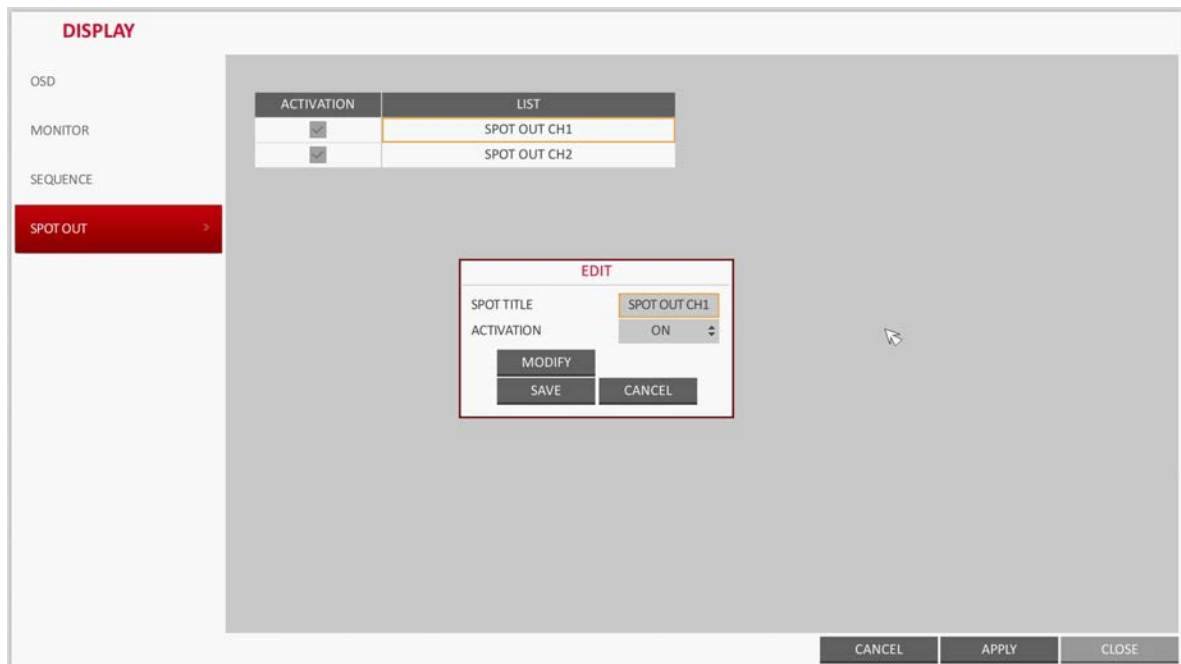 DISPLAY
OSD
MONITOR
SEQUENCE
SPOT OUT
ACTIVATION LIST
SPOT OUT CH1
SPOT OUT CH2
EDIT
SPOT TITLE SPOT OUT CH1
ACTIVATION ON
MODIFY
SAVE CANCEL
CANCEL APPLY CLOSE